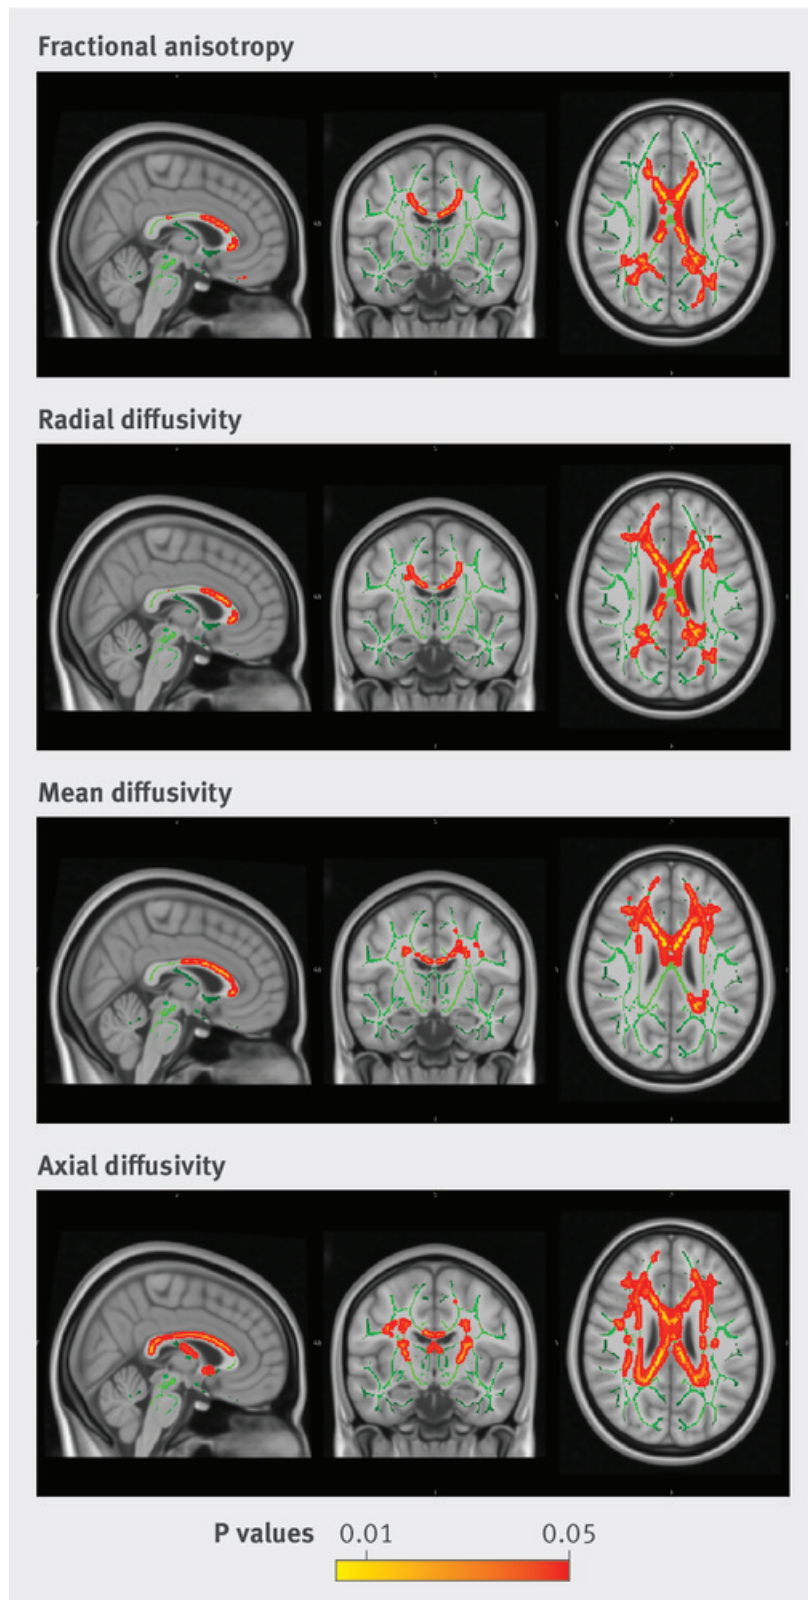 Fractional anisotropy
Radial diffusivity
Mean diffusivity
Axial diffusivity
P values 0.01 0.05